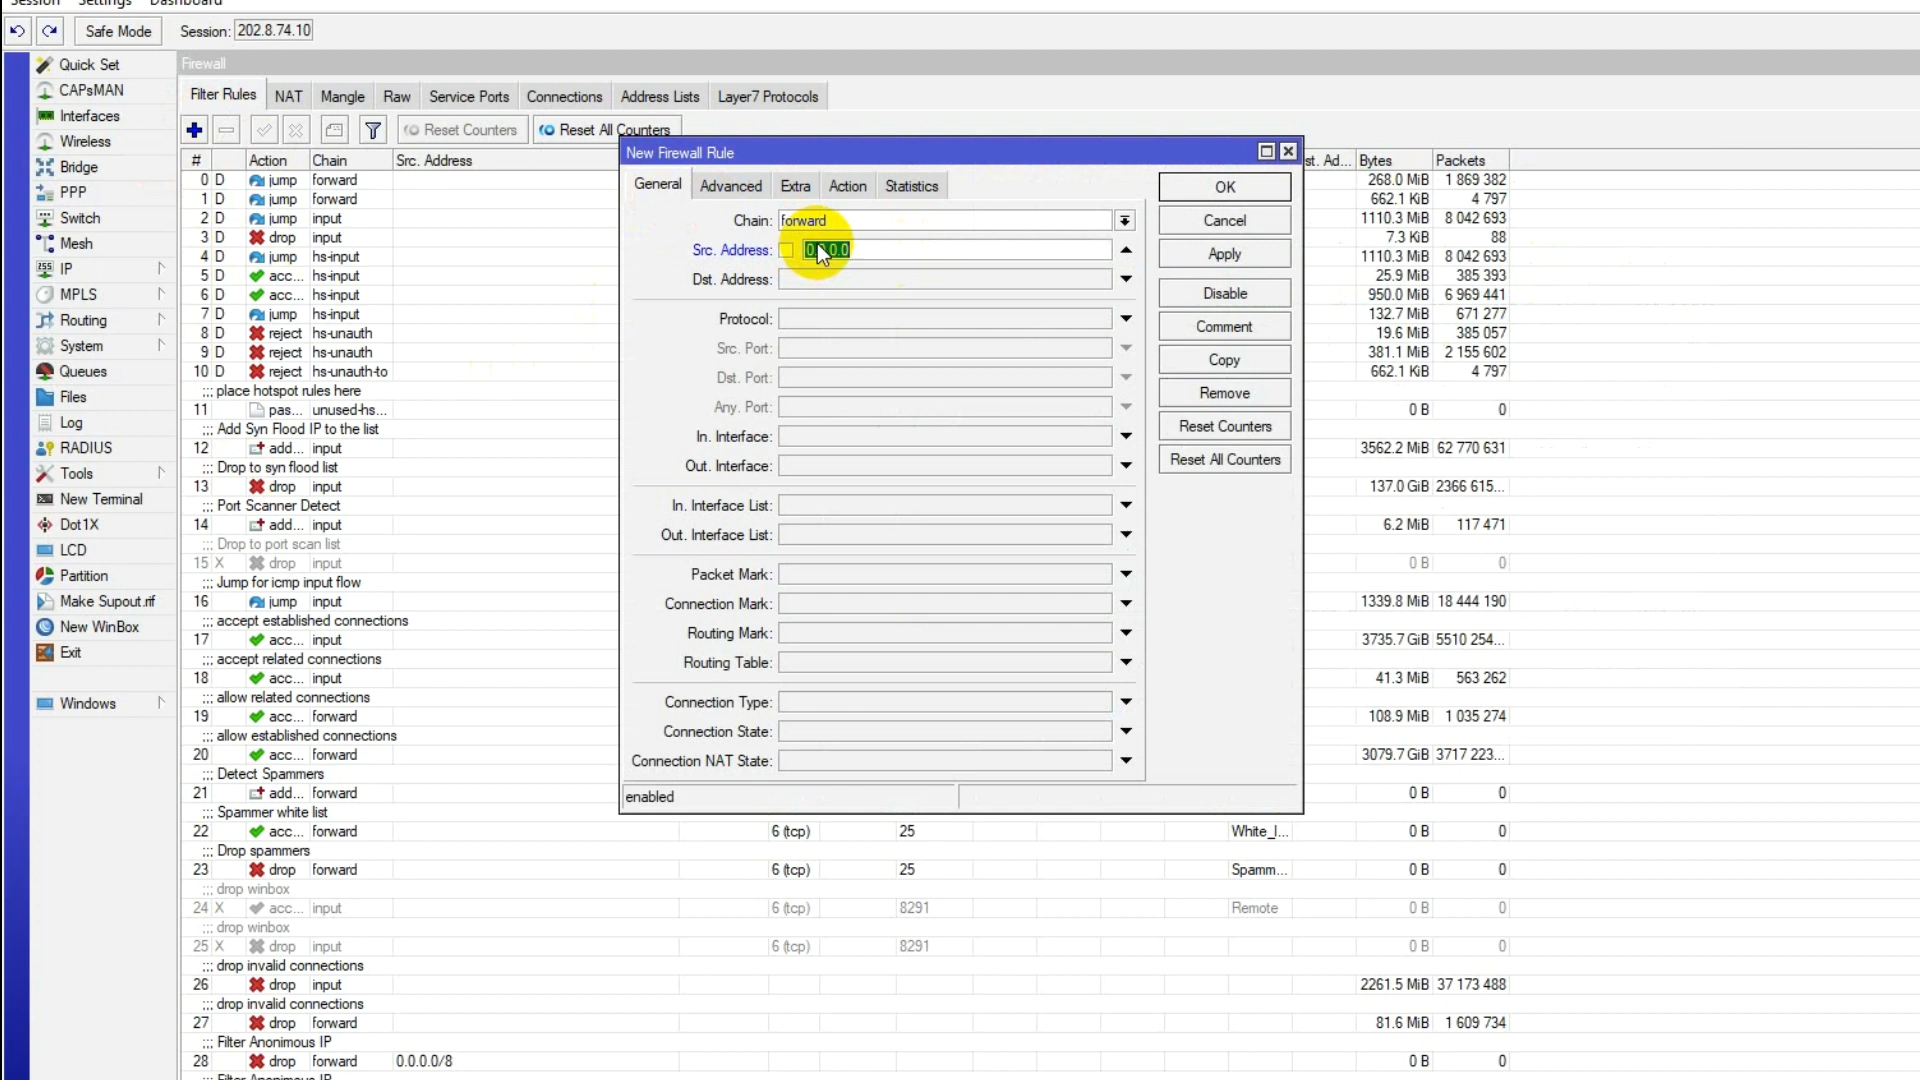 Session Settings Dashboard
Safe Mode Session: 202.8.74.10
Quick Set
CAPsMAN
Interfaces
Wireless
Bridge
PPP
Switch
Mesh
IP
MPLS
Routing
System
Queues
Files
Log
RADIUS
Tools
New Terminal
Dot1X
LCD
Partition
Make Supout.rif
New WinBox
Exit
Windows
Firewall
Filter Rules NAT Mangle Raw Service Ports Connections Address Lists Layer7 Protocols
Reset Counters Reset All Counters
# Action Chain Src. Address st. Ad... Bytes Packets
0 D jump forward 268.0 MiB 1 869 382
1 D jump forward 662.1 KiB 4 797
2 D jump input 1110.3 MiB 8 042 693
3 D drop input 7.3 KiB 88
4 D jump hs-input 1110.3 MiB 8 042 693
5 D acc... hs-input 25.9 MiB 385 393
6 D acc... hs-input 950.0 MiB 6 969 441
7 D jump hs-input 132.7 MiB 671 277
8 D reject hs-unauth 19.6 MiB 385 057
9 D reject hs-unauth 381.1 MiB 2 155 602
10 D reject hs-unauth-to 662.1 KiB 4 797
::: place hotspot rules here
11 pas... unused-hs... 0 B 0
::: Add Syn Flood IP to the list
12 add... input 3562.2 MiB 62 770 631
::: Drop to syn flood list
13 drop input 137.0 GiB 2366 615...
::: Port Scanner Detect
14 add... input 6.2 MiB 117 471
::: Drop to port scan list
15 X drop input 0 B 0
::: Jump for icmp input flow
16 jump input 1339.8 MiB 18 444 190
::: accept established connections
17 acc... input 3735.7 GiB 5510 254...
::: accept related connections
18 acc... input 41.3 MiB 563 262
::: allow related connections
19 acc... forward 108.9 MiB 1 035 274
::: allow established connections
20 acc... forward 3079.7 GiB 3717 223...
::: Detect Spammers
21 add... forward 0 B 0
::: Spammer white list
22 acc... forward 6 (tcp) 25 White_l... 0 B 0
::: Drop spammers
23 drop forward 6 (tcp) 25 Spamm... 0 B 0
::: drop winbox
24 X acc... input 6 (tcp) 8291 Remote 0 B 0
::: drop winbox
25 X drop input 6 (tcp) 8291 0 B 0
::: drop invalid connections
26 drop input 2261.5 MiB 37 173 488
::: drop invalid connections
27 drop forward 81.6 MiB 1 609 734
::: Filter Anonimous IP
28 drop forward 0.0.0.0/8 0 B 0
::: Filter Anonimous IP
New Firewall Rule
General Advanced Extra Action Statistics
Chain: forward
Src. Address: 0.0.0.0
Dst. Address:
Protocol:
Src. Port:
Dst. Port:
Any. Port:
In. Interface:
Out. Interface:
In. Interface List:
Out. Interface List:
Packet Mark:
Connection Mark:
Routing Mark:
Routing Table:
Connection Type:
Connection State:
Connection NAT State:
enabled
OK
Cancel
Apply
Disable
Comment
Copy
Remove
Reset Counters
Reset All Counters